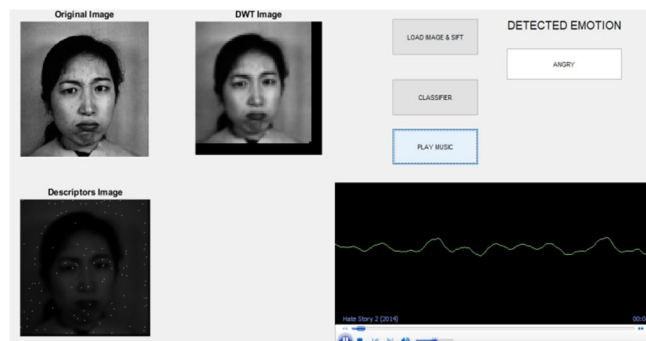 Original Image
DWT Image
LOAD IMAGE & SIFT
DETECTED EMOTION
ANGRY
CLASSIFIER
PLAY MUSIC
Descriptors Image
Hate Story 2 (2014)